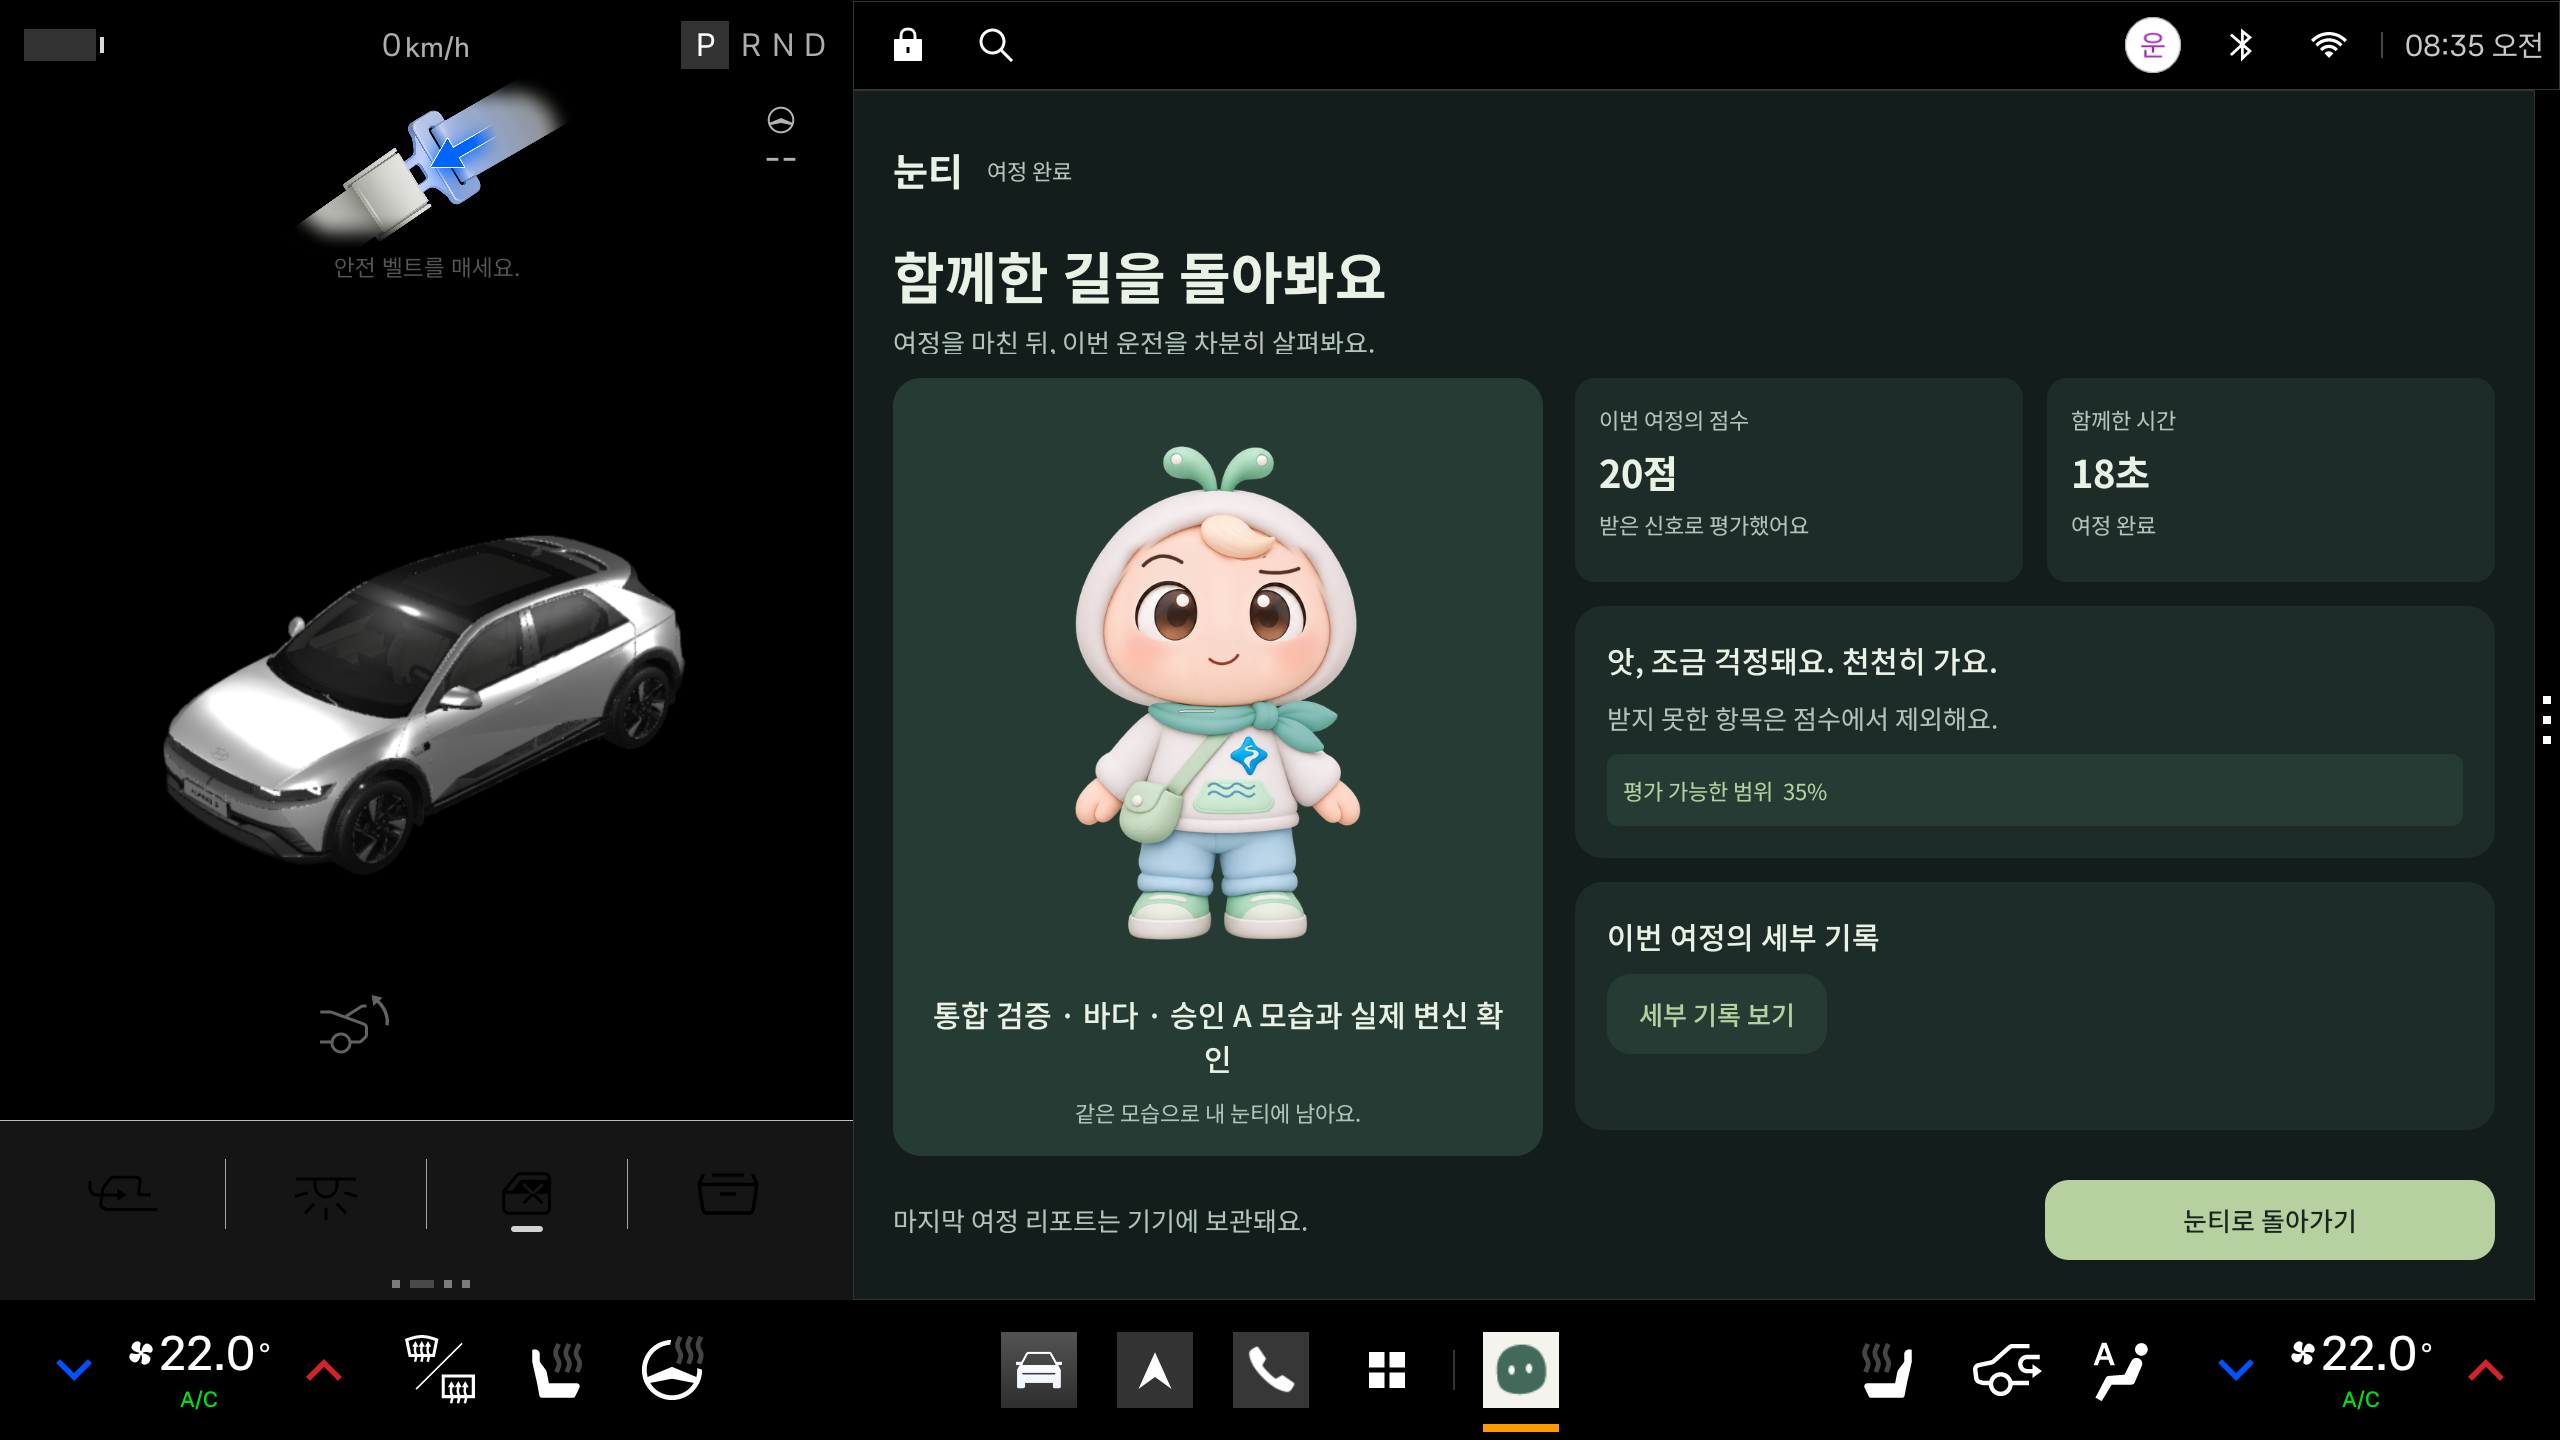 0 km/h
P R N D
안전 벨트를 매세요.
운
08:35 오전
눈티 여정 완료
함께한 길을 돌아봐요
여정을 마친 뒤, 이번 운전을 차분히 살펴봐요.
통합 검증 · 바다 · 승인 A 모습과 실제 변신 확
인
같은 모습으로 내 눈티에 남아요.
이번 여정의 점수
20점
받은 신호로 평가했어요
함께한 시간
18초
여정 완료
앗, 조금 걱정돼요. 천천히 가요.
받지 못한 항목은 점수에서 제외해요.
평가 가능한 범위 35%
이번 여정의 세부 기록
세부 기록 보기
마지막 여정 리포트는 기기에 보관돼요.
눈티로 돌아가기
22.0°
A/C
A
22.0°
A/C